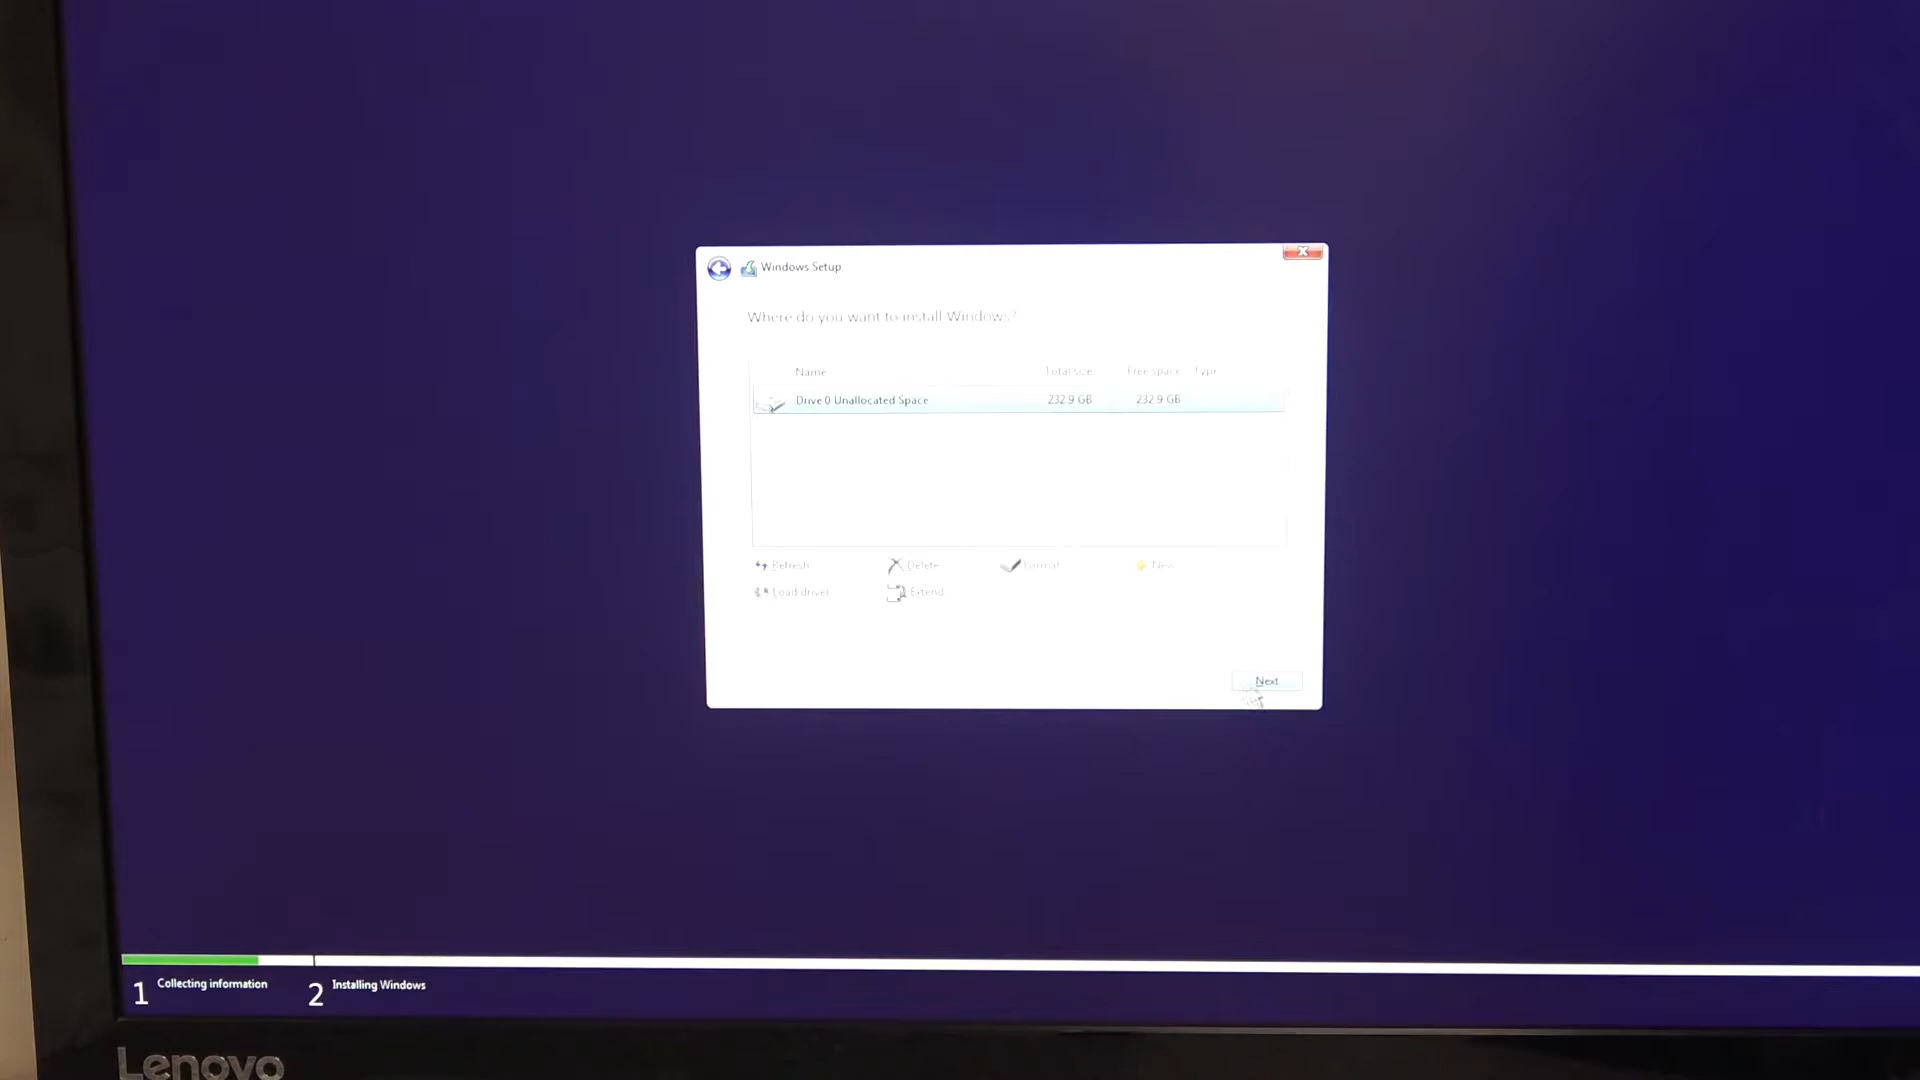 Windows Setup
Where do you want to install Windows?
Name Total size Free space Type
Drive 0 Unallocated Space 232.9 GB 232.9 GB
Refresh Delete Format New
Load driver Extend
Next
1 Collecting information 2 Installing Windows
Lenovo